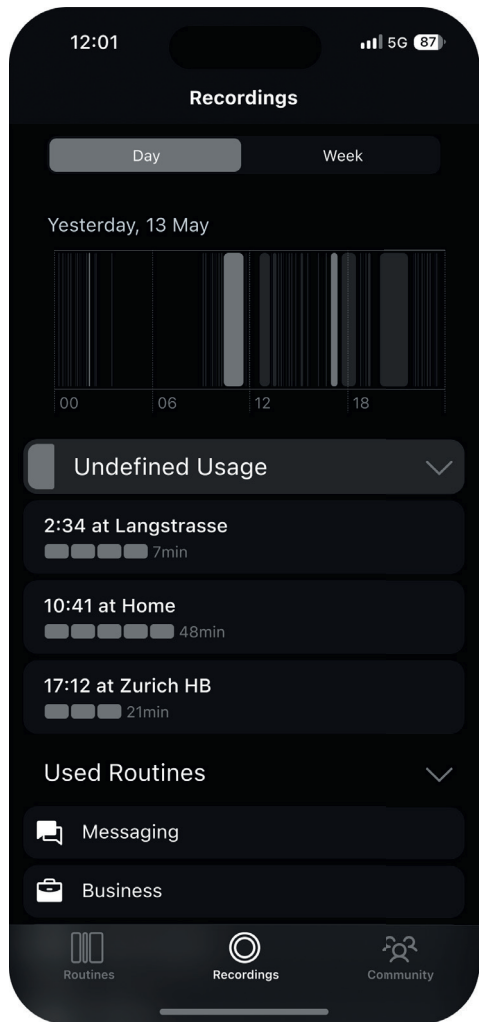 12:01
5G 87
Recordings
Day Week
Yesterday, 13 May
00 06 12 18
Undefined Usage
2:34 at Langstrasse
7min
10:41 at Home
48min
17:12 at Zurich HB
21min
Used Routines
Messaging
Business
Routines Recordings Community